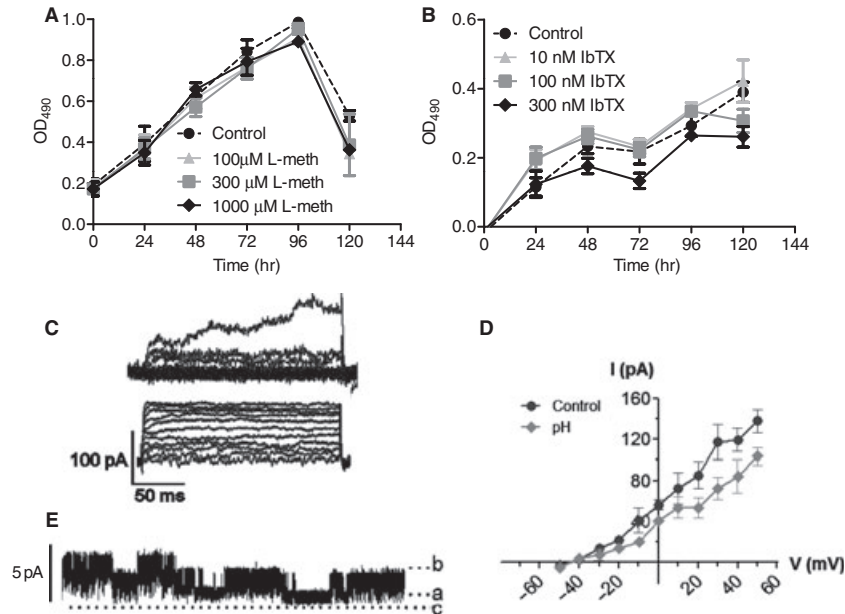 A
OD490
1.0
0.8
0.6
0.4
0.2
0.0
Control
100µM L-meth
300 µM L-meth
1000 µM L-meth
0 24 48 72 96 120 144
Time (hr)
B
OD490
0.6
0.4
0.2
0.0
Control
10 nM IbTX
100 nM IbTX
300 nM IbTX
24 48 72 96 120 144
Time (hr)
C
100 pA
50 ms
D
I (pA)
160
120
80
40
Control
pH
V (mV)
-60 -40 -20 20 40 60
E
5 pA
b
a
c